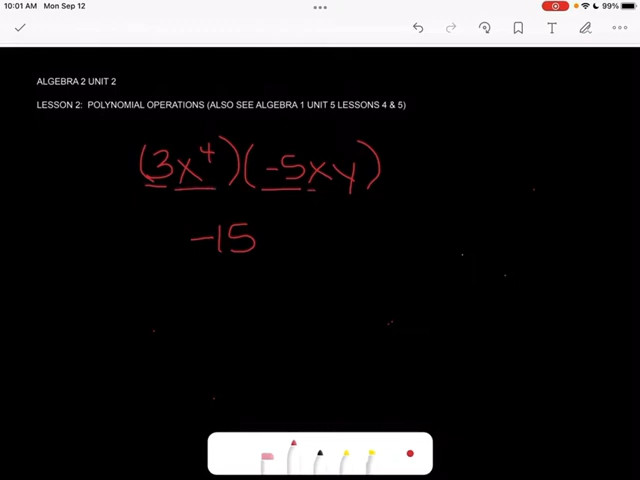 10:01 AM Mon Sep 12 99%
ALGEBRA 2 UNIT 2
LESSON 2: POLYNOMIAL OPERATIONS (ALSO SEE ALGEBRA 1 UNIT 5 LESSONS 4 & 5)
(3x⁴)(-5xy)
-15